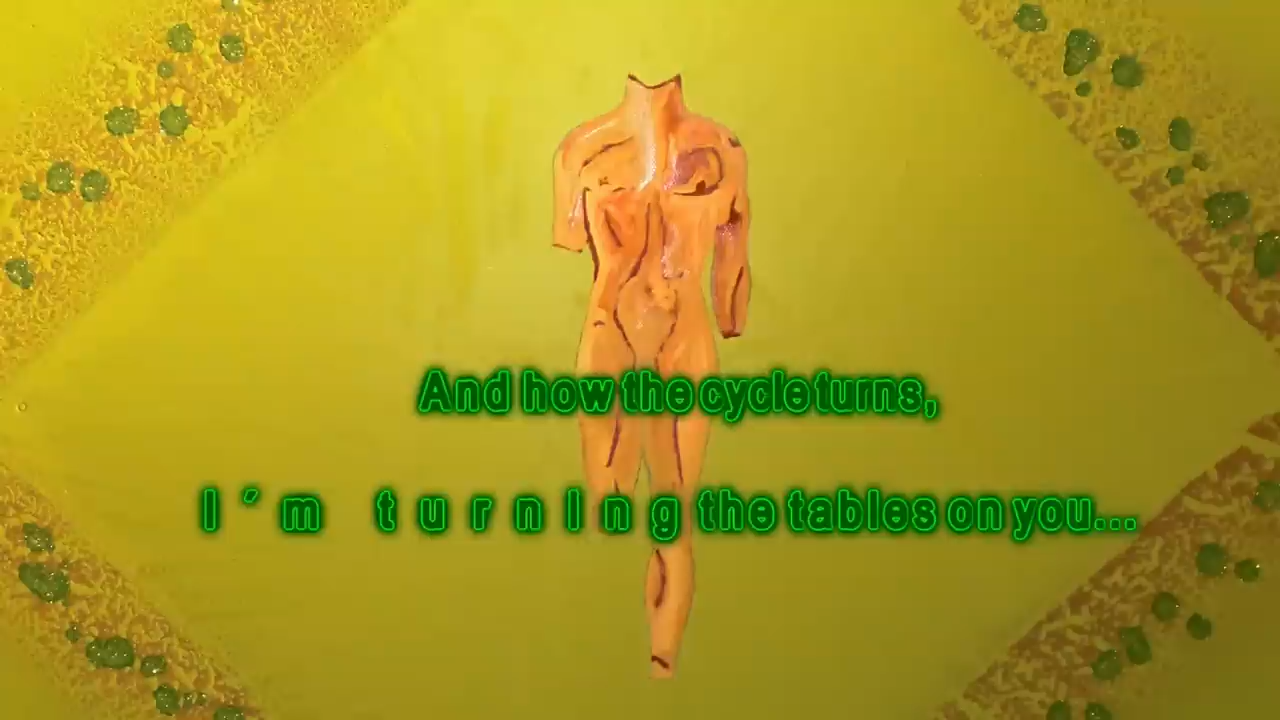 And how the cycle turns,
I´m turning the tables on you...